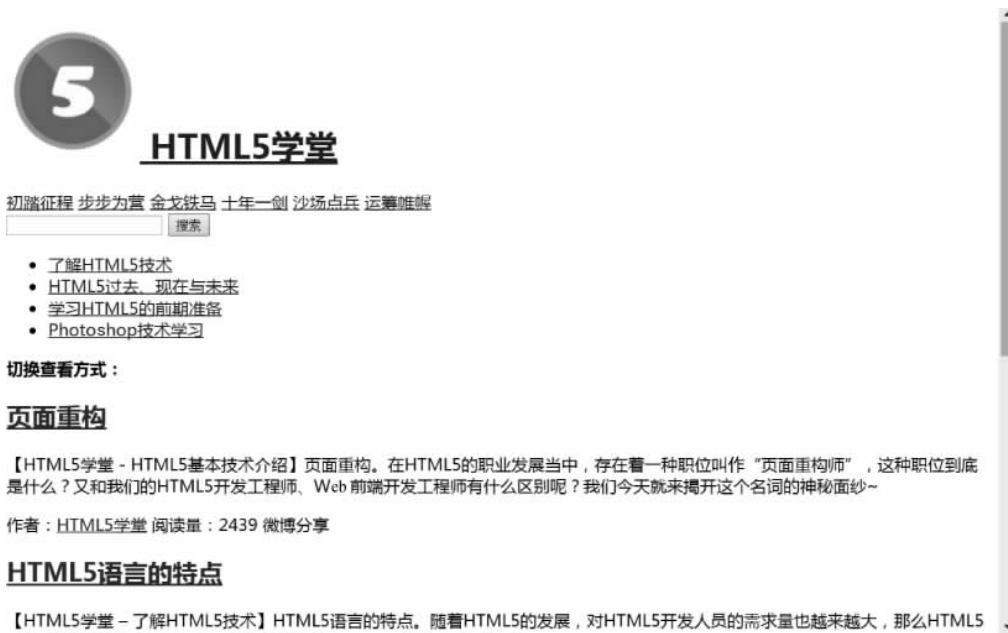 5
HTML5学堂
初踏征程 步步为营 金戈铁马 十年一剑 沙场点兵 运筹帷幄
搜索
• 了解HTML5技术
• HTML5过去、现在与未来
• 学习HTML5的前期准备
• Photoshop技术学习
切换查看方式：
页面重构
【HTML5学堂 - HTML5基本技术介绍】页面重构。在HTML5的职业发展当中，存在着一种职位叫作“页面重构师”，这种职位到底
是什么？又和我们的HTML5开发工程师、Web 前端开发工程师有什么区别呢？我们今天就来揭开这个名词的神秘面纱~
作者：HTML5学堂 阅读量：2439 微博分享
HTML5语言的特点
【HTML5学堂 – 了解HTML5技术】HTML5语言的特点。随着HTML5的发展，对HTML5开发人员的需求量也越来越大，那么HTML5